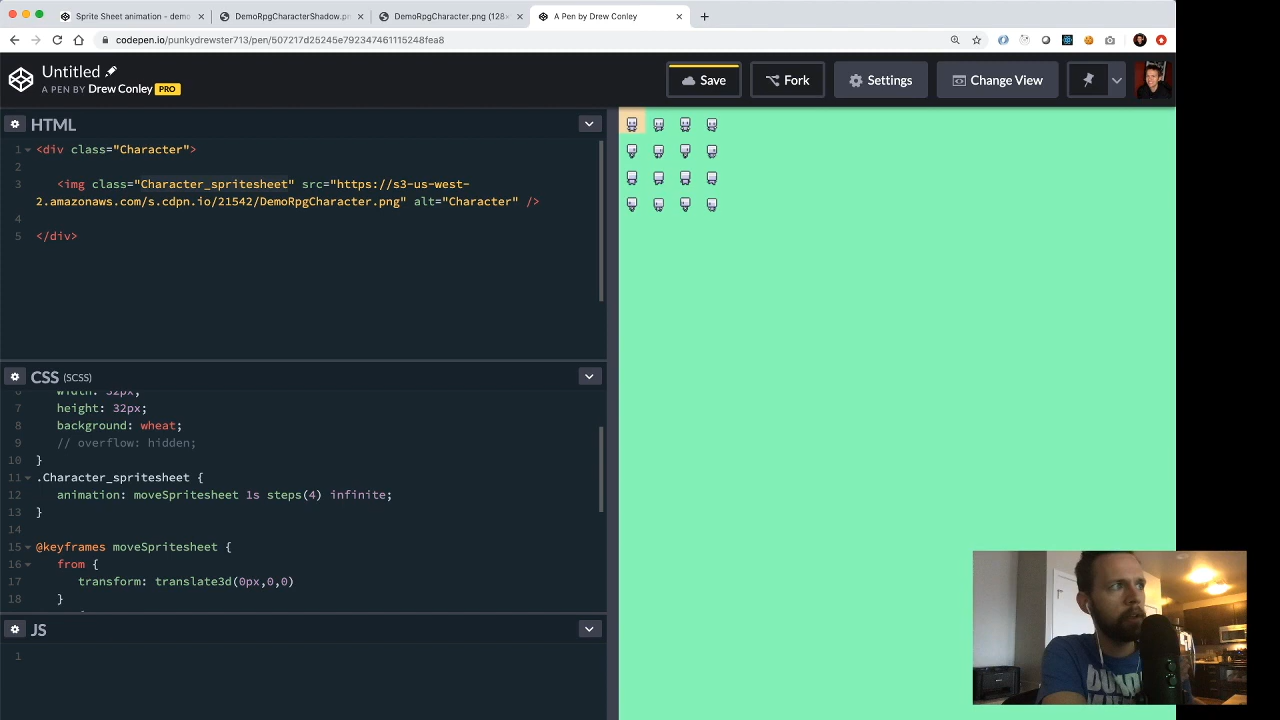 Sprite Sheet animation - demo
DemoRpgCharacterShadow.pn
DemoRpgCharacter.png (128×
A Pen by Drew Conley
codepen.io/punkydrewster713/pen/507217d25245e792347461115248fea8
Untitled
A PEN BY Drew Conley PRO
Save
Fork
Settings
Change View
HTML
1 <div class="Character">
2
3 <img class="Character_spritesheet" src="https://s3-us-west-
2.amazonaws.com/s.cdpn.io/21542/DemoRpgCharacter.png" alt="Character" />
4
5 </div>
CSS (SCSS)
width: 32px;
7 height: 32px;
8 background: wheat;
9 // overflow: hidden;
10 }
11 .Character_spritesheet {
12 animation: moveSpritesheet 1s steps(4) infinite;
13 }
14
15 @keyframes moveSpritesheet {
16 from {
17 transform: translate3d(0px,0,0)
18 }
JS
1